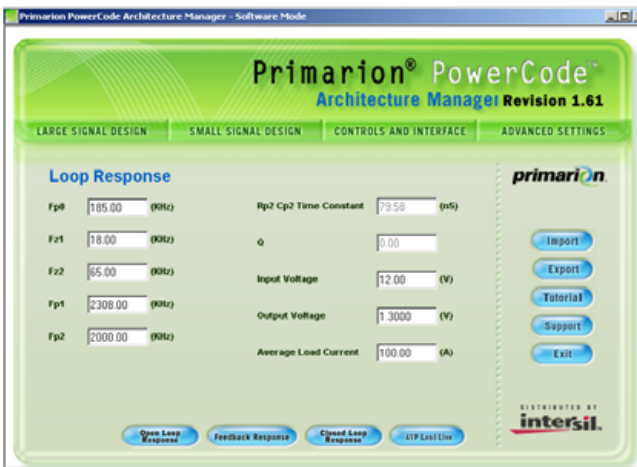 Primarion PowerCode Architecture Manager - Software Mode
Primarion® PowerCode™
Architecture Manager Revision 1.61
LARGE SIGNAL DESIGN SMALL SIGNAL DESIGN CONTROLS AND INTERFACE ADVANCED SETTINGS
Loop Response
primarion
Fp0 185.00 (KHz)
Fz1 18.00 (KHz)
Fz2 65.00 (KHz)
Fp1 2308.00 (KHz)
Fp2 2000.00 (KHz)
Rp2 Cp2 Time Constant 79.58 (nS)
Q 0.00
Input Voltage 12.00 (V)
Output Voltage 1.3000 (V)
Average Load Current 100.00 (A)
Import
Export
Tutorial
Support
Exit
DISTRIBUTED BY
intersil
Open Loop Response
Feedback Response
Closed Loop Response
AVP Load Line